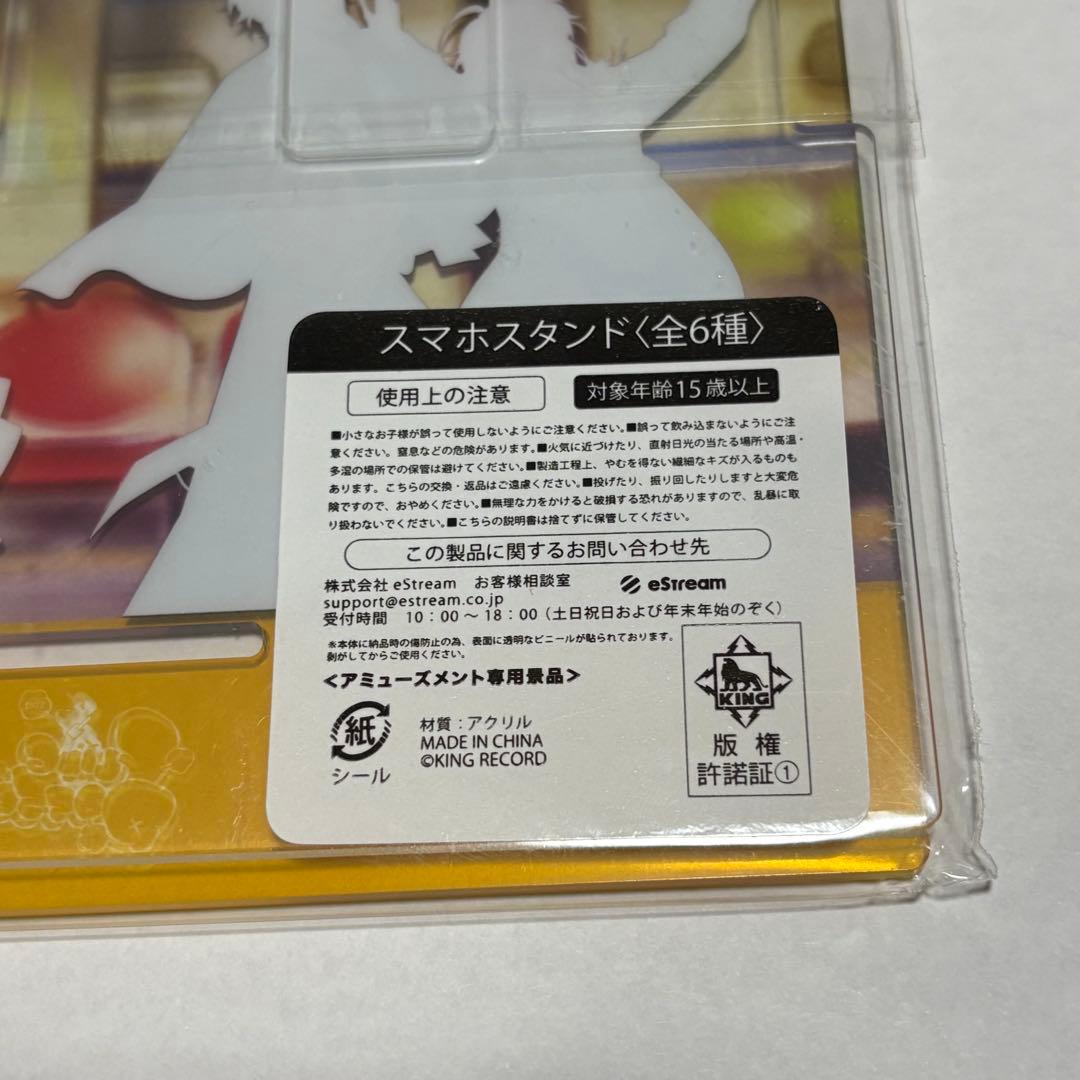 スマホスタンド〈全6種〉
使用上の注意
対象年齢15歳以上
■小さなお子様が誤って使用しないようにご注意ください。■誤って飲み込まないようにご注
意ください。窒息などの危険があります。■火気に近づけたり、直射日光の当たる場所や高温・
多湿の場所での保管は避けてください。■製造工程上、やむを得ない繊細なキズが入るものも
あります。こちらの交換・返品はご遠慮ください。■投げたり、振り回したりしますと大変危
険ですので、おやめください。■無理な力をかけると破損する恐れがありますので、乱暴に取
り扱わないでください。■こちらの説明書は捨てずに保管してください。
この製品に関するお問い合わせ先
株式会社 eStream　お客様相談室
eStream
support@estream.co.jp
受付時間　10：00～18：00（土日祝日および年末年始のぞく）
※本体に納品時の傷防止の為、表面に透明なビニールが貼られております。
剥がしてからご使用ください。
<アミューズメント専用景品>
紙
シール
材質：アクリル
MADE IN CHINA
©KING RECORD
KING
版権
許諾証①